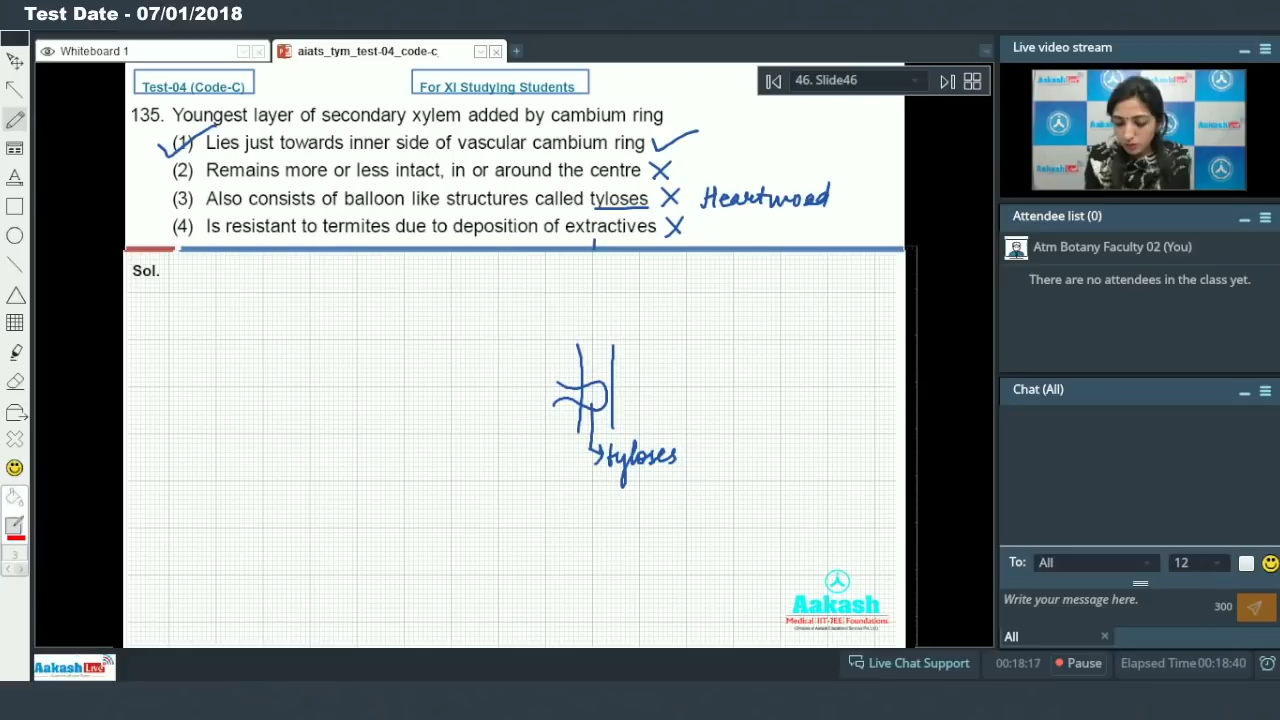 Test Date - 07/01/2018
Whiteboard 1
aiats_tym_test-04_code-c
Live video stream
Test-04 (Code-C)
For XI Studying Students
46. Slide46
135. Youngest layer of secondary xylem added by cambium ring
(1) Lies just towards inner side of vascular cambium ring
(2) Remains more or less intact, in or around the centre
(3) Also consists of balloon like structures called tyloses
Heartwood
(4) Is resistant to termites due to deposition of extractives
Sol.
tyloses
Aakash
Medical|IIT-JEE|Foundations
Attendee list (0)
Atm Botany Faculty 02 (You)
There are no attendees in the class yet.
Chat (All)
To: All 12
Write your message here.
300
All
3
AakashLive
Live Chat Support
00:18:17
Pause
Elapsed Time 00:18:40